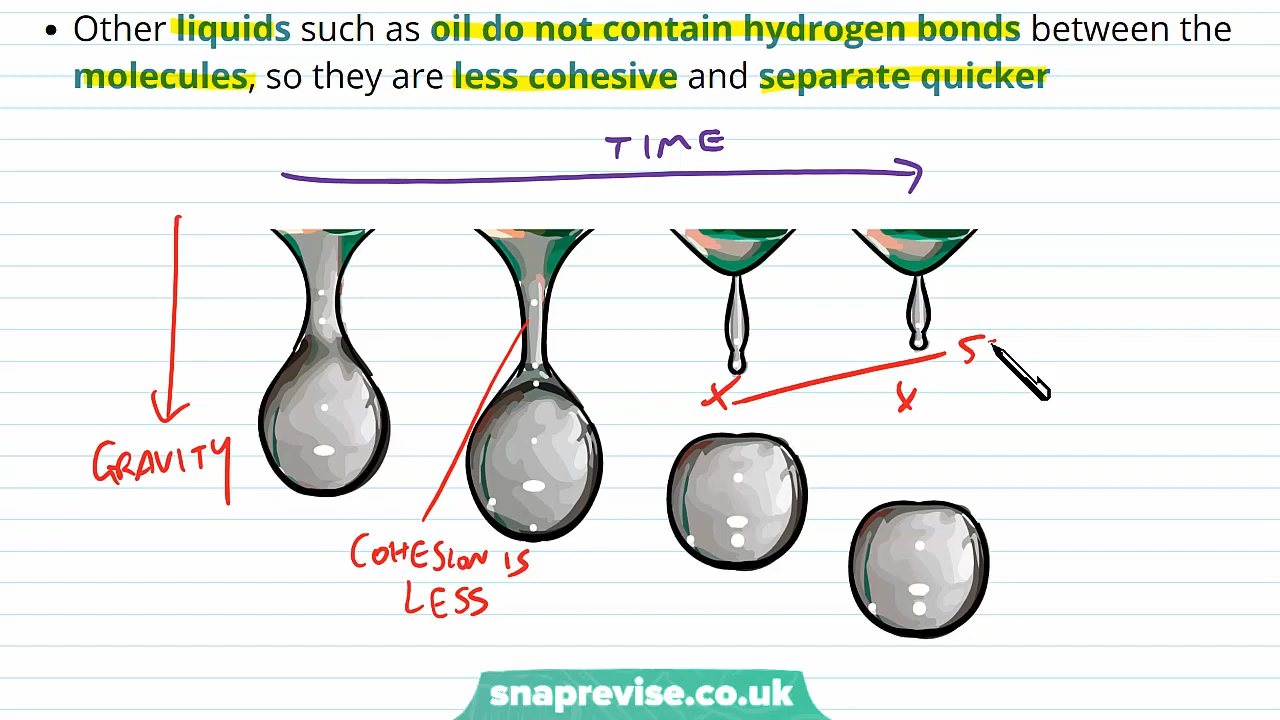 • Other liquids such as oil do not contain hydrogen bonds between the
molecules, so they are less cohesive and separate quicker
TIME
GRAVITY
COHESION IS
LESS
X
X
S
snaprevise.co.uk